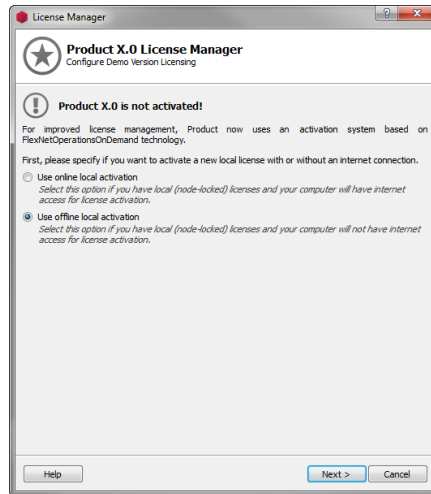 License Manager
Product X.0 License Manager
Configure Demo Version Licensing
Product X.0 is not activated!
For improved license management, Product now uses an activation system based on
FlexNetOperationsOnDemand technology.
First, please specify if you want to activate a new local license with or without an internet connection.
Use online local activation
Select this option if you have local (node-locked) licenses and your computer will have internet
access for license activation.
Use offline local activation
Select this option if you have local (node-locked) licenses and your computer will not have internet
access for license activation.
Help
Next >
Cancel